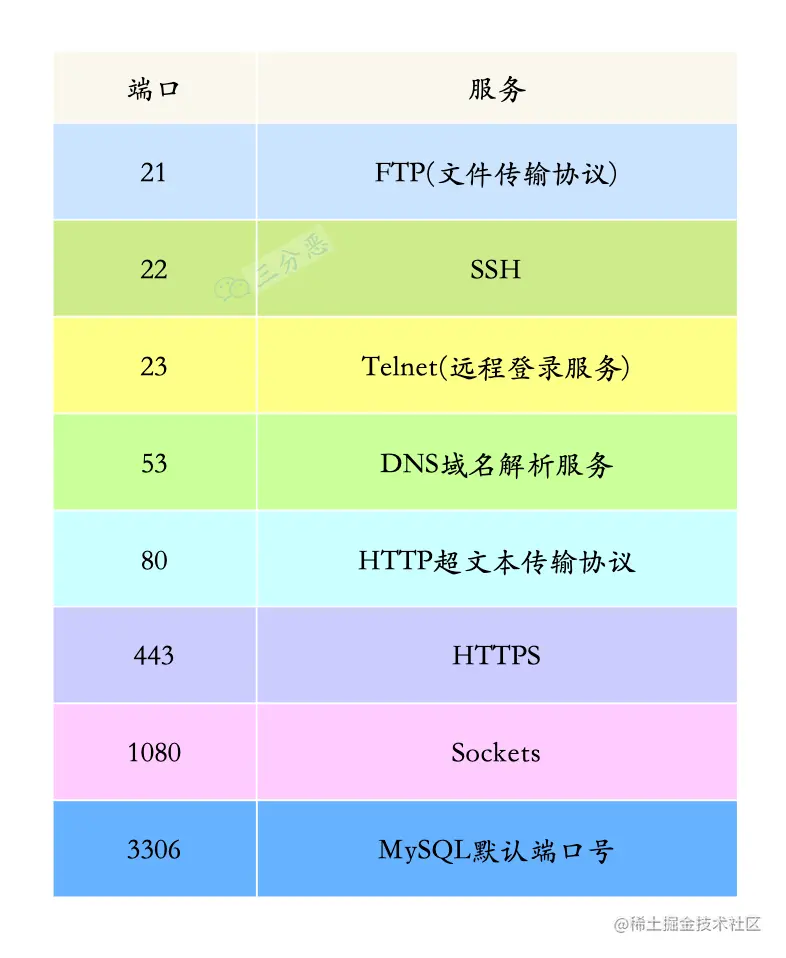 端口 服务
21 FTP(文件传输协议)
三分恶
22 SSH
23 Telnet(远程登录服务)
53 DNS域名解析服务
80 HTTP超文本传输协议
443 HTTPS
1080 Sockets
3306 MySQL默认端口号
@稀土掘金技术社区